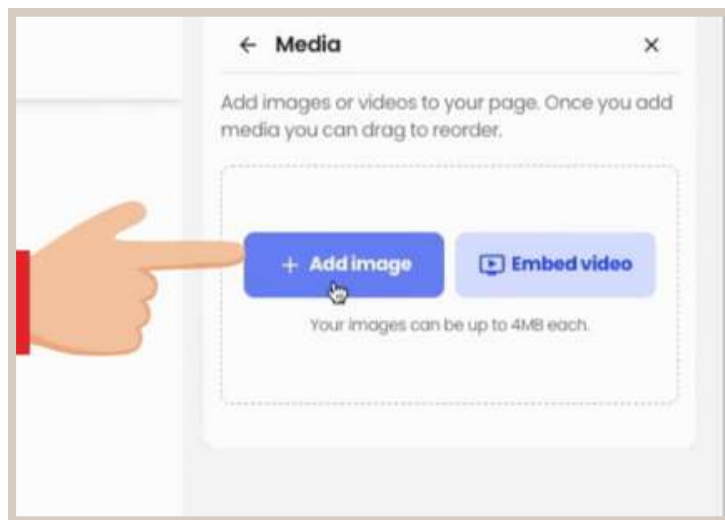 Media
Add images or videos to your page. Once you add
media you can drag to reorder.
+ Add image
Embed video
Your images can be up to 4MB each.